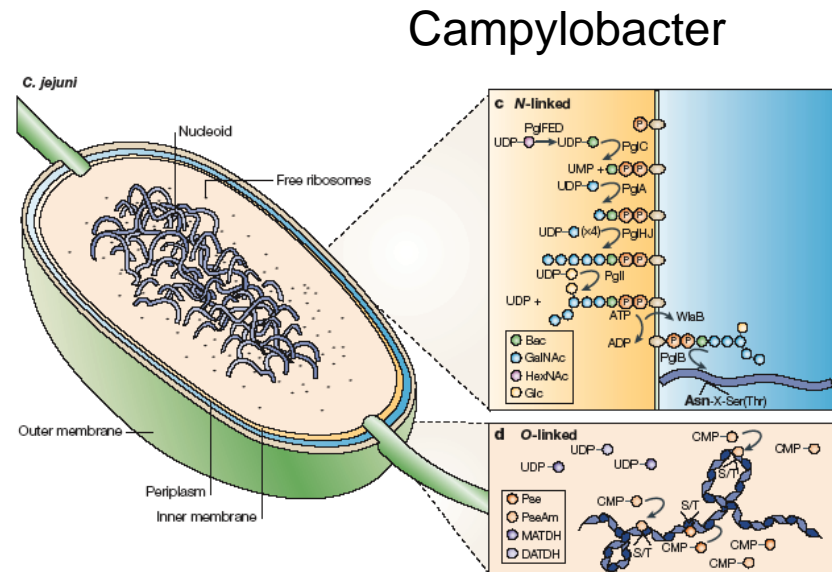 Campylobacter
C. jejuni
Nucleoid
Free ribosomes
Outer membrane
Periplasm
Inner membrane
c N-linked
P
PglFED
UDP
UDP
PglC
UMP +
P P
UDP
PglA
P P
UDP
(×4)
PglHJ
P P
UDP
PglI
UDP +
P P
ATP
WlaB
ADP
P P
PglB
Bac
GalNAc
HexNAc
Glc
Asn-X-Ser(Thr)
d O-linked
UDP
UDP
UDP
CMP
CMP
S/T
Pse
PseAm
MATDH
DATDH
CMP
S/T
S/T
CMP
CMP
CMP
CMP